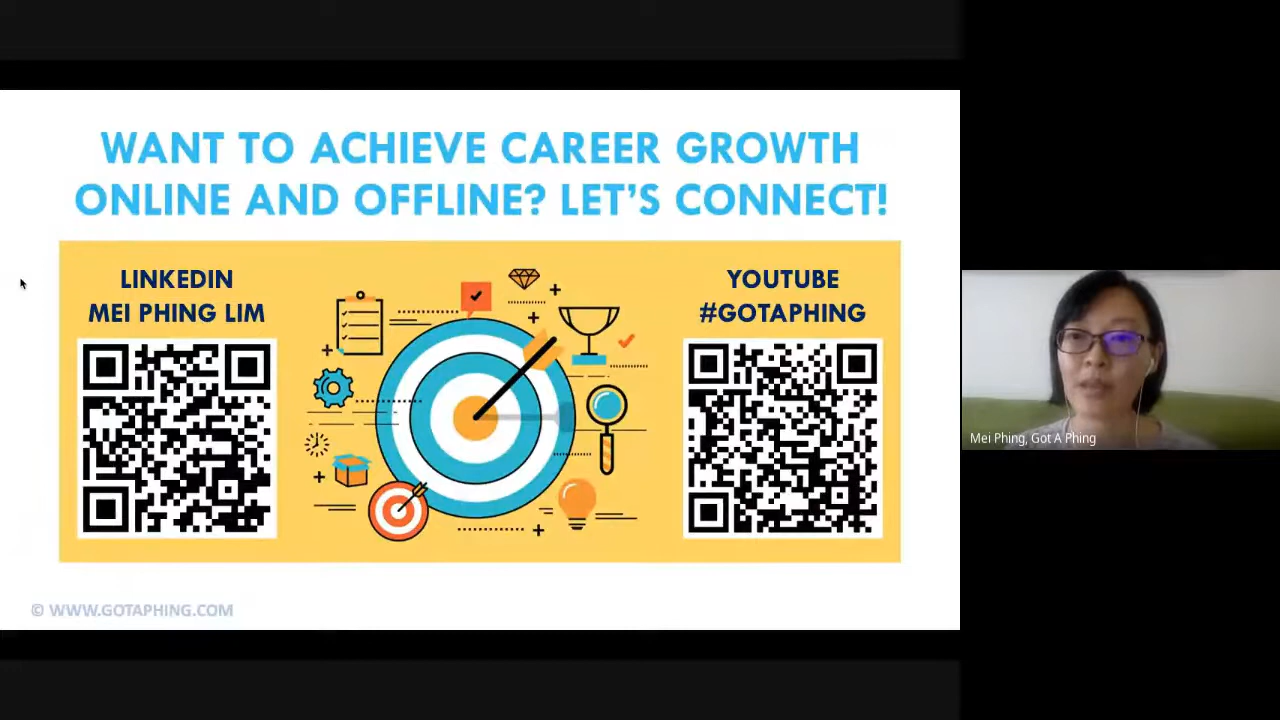 WANT TO ACHIEVE CAREER GROWTH
ONLINE AND OFFLINE? LET'S CONNECT!
LINKEDIN
MEI PHING LIM
YOUTUBE
#GOTAPHING
Mei Phing, Got A Phing
© WWW.GOTAPHING.COM